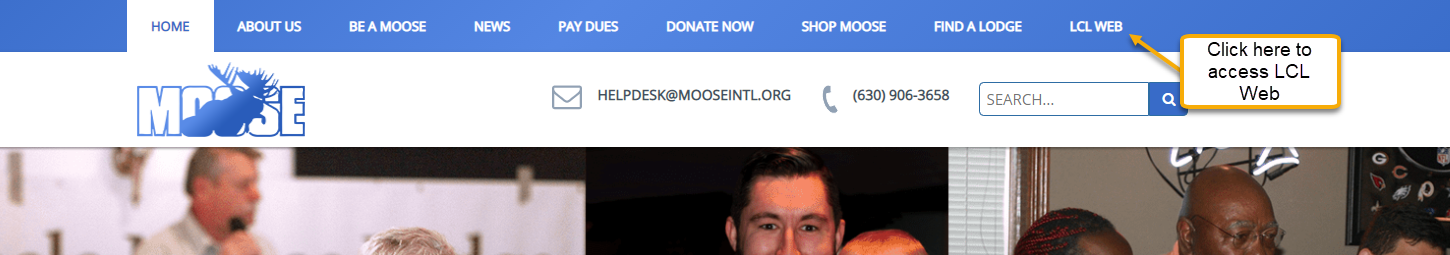 HOME ABOUT US BE A MOOSE NEWS PAY DUES DONATE NOW SHOP MOOSE FIND A LODGE LCL WEB
Click here to
access LCL
Web
MOOSE
HELPDESK@MOOSEINTL.ORG (630) 906-3658 SEARCH...